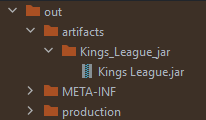 out
artifacts
Kings_League_jar
Kings League.jar
META-INF
production